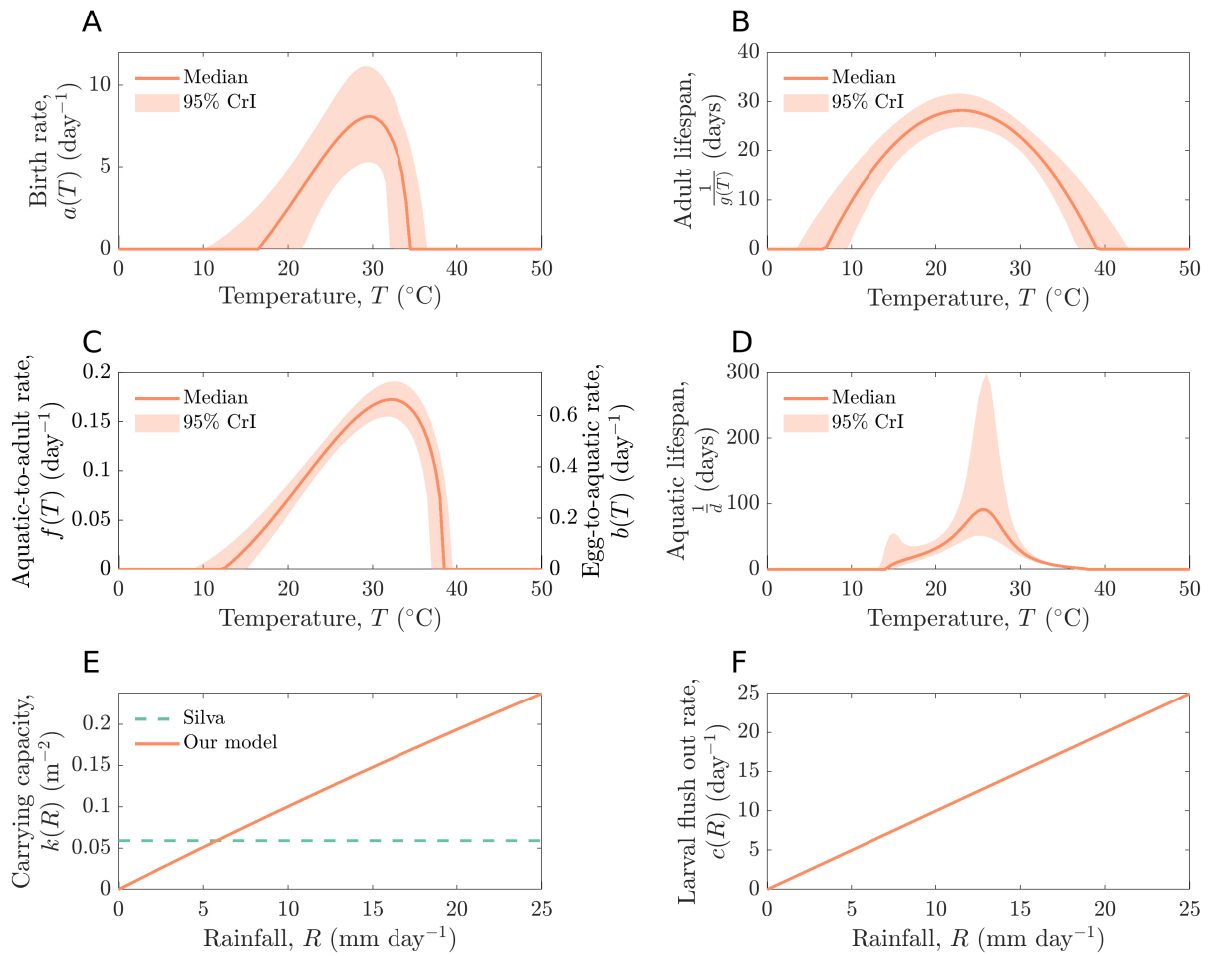 A
Birth rate,
a(T) (day⁻¹)
10
5
0
Median
95% CrI
0 10 20 30 40 50
Temperature, T (°C)
B
Adult lifespan,
1/g(T) (days)
40
30
20
10
0
Median
95% CrI
0 10 20 30 40 50
Temperature, T (°C)
C
Aquatic-to-adult rate,
f(T) (day⁻¹)
0.2
0.15
0.1
0.05
0
Median
95% CrI
0.6
0.4
0.2
0
Egg-to-aquatic rate,
b(T) (day⁻¹)
0 10 20 30 40 50
Temperature, T (°C)
D
Aquatic lifespan,
1/d (days)
300
200
100
0
Median
95% CrI
0 10 20 30 40 50
Temperature, T (°C)
E
Carrying capacity,
k(R) (m⁻²)
0.2
0.15
0.1
0.05
0
Silva
Our model
0 5 10 15 20 25
Rainfall, R (mm day⁻¹)
F
Larval flush out rate,
c(R) (day⁻¹)
25
20
15
10
5
0
0 5 10 15 20 25
Rainfall, R (mm day⁻¹)